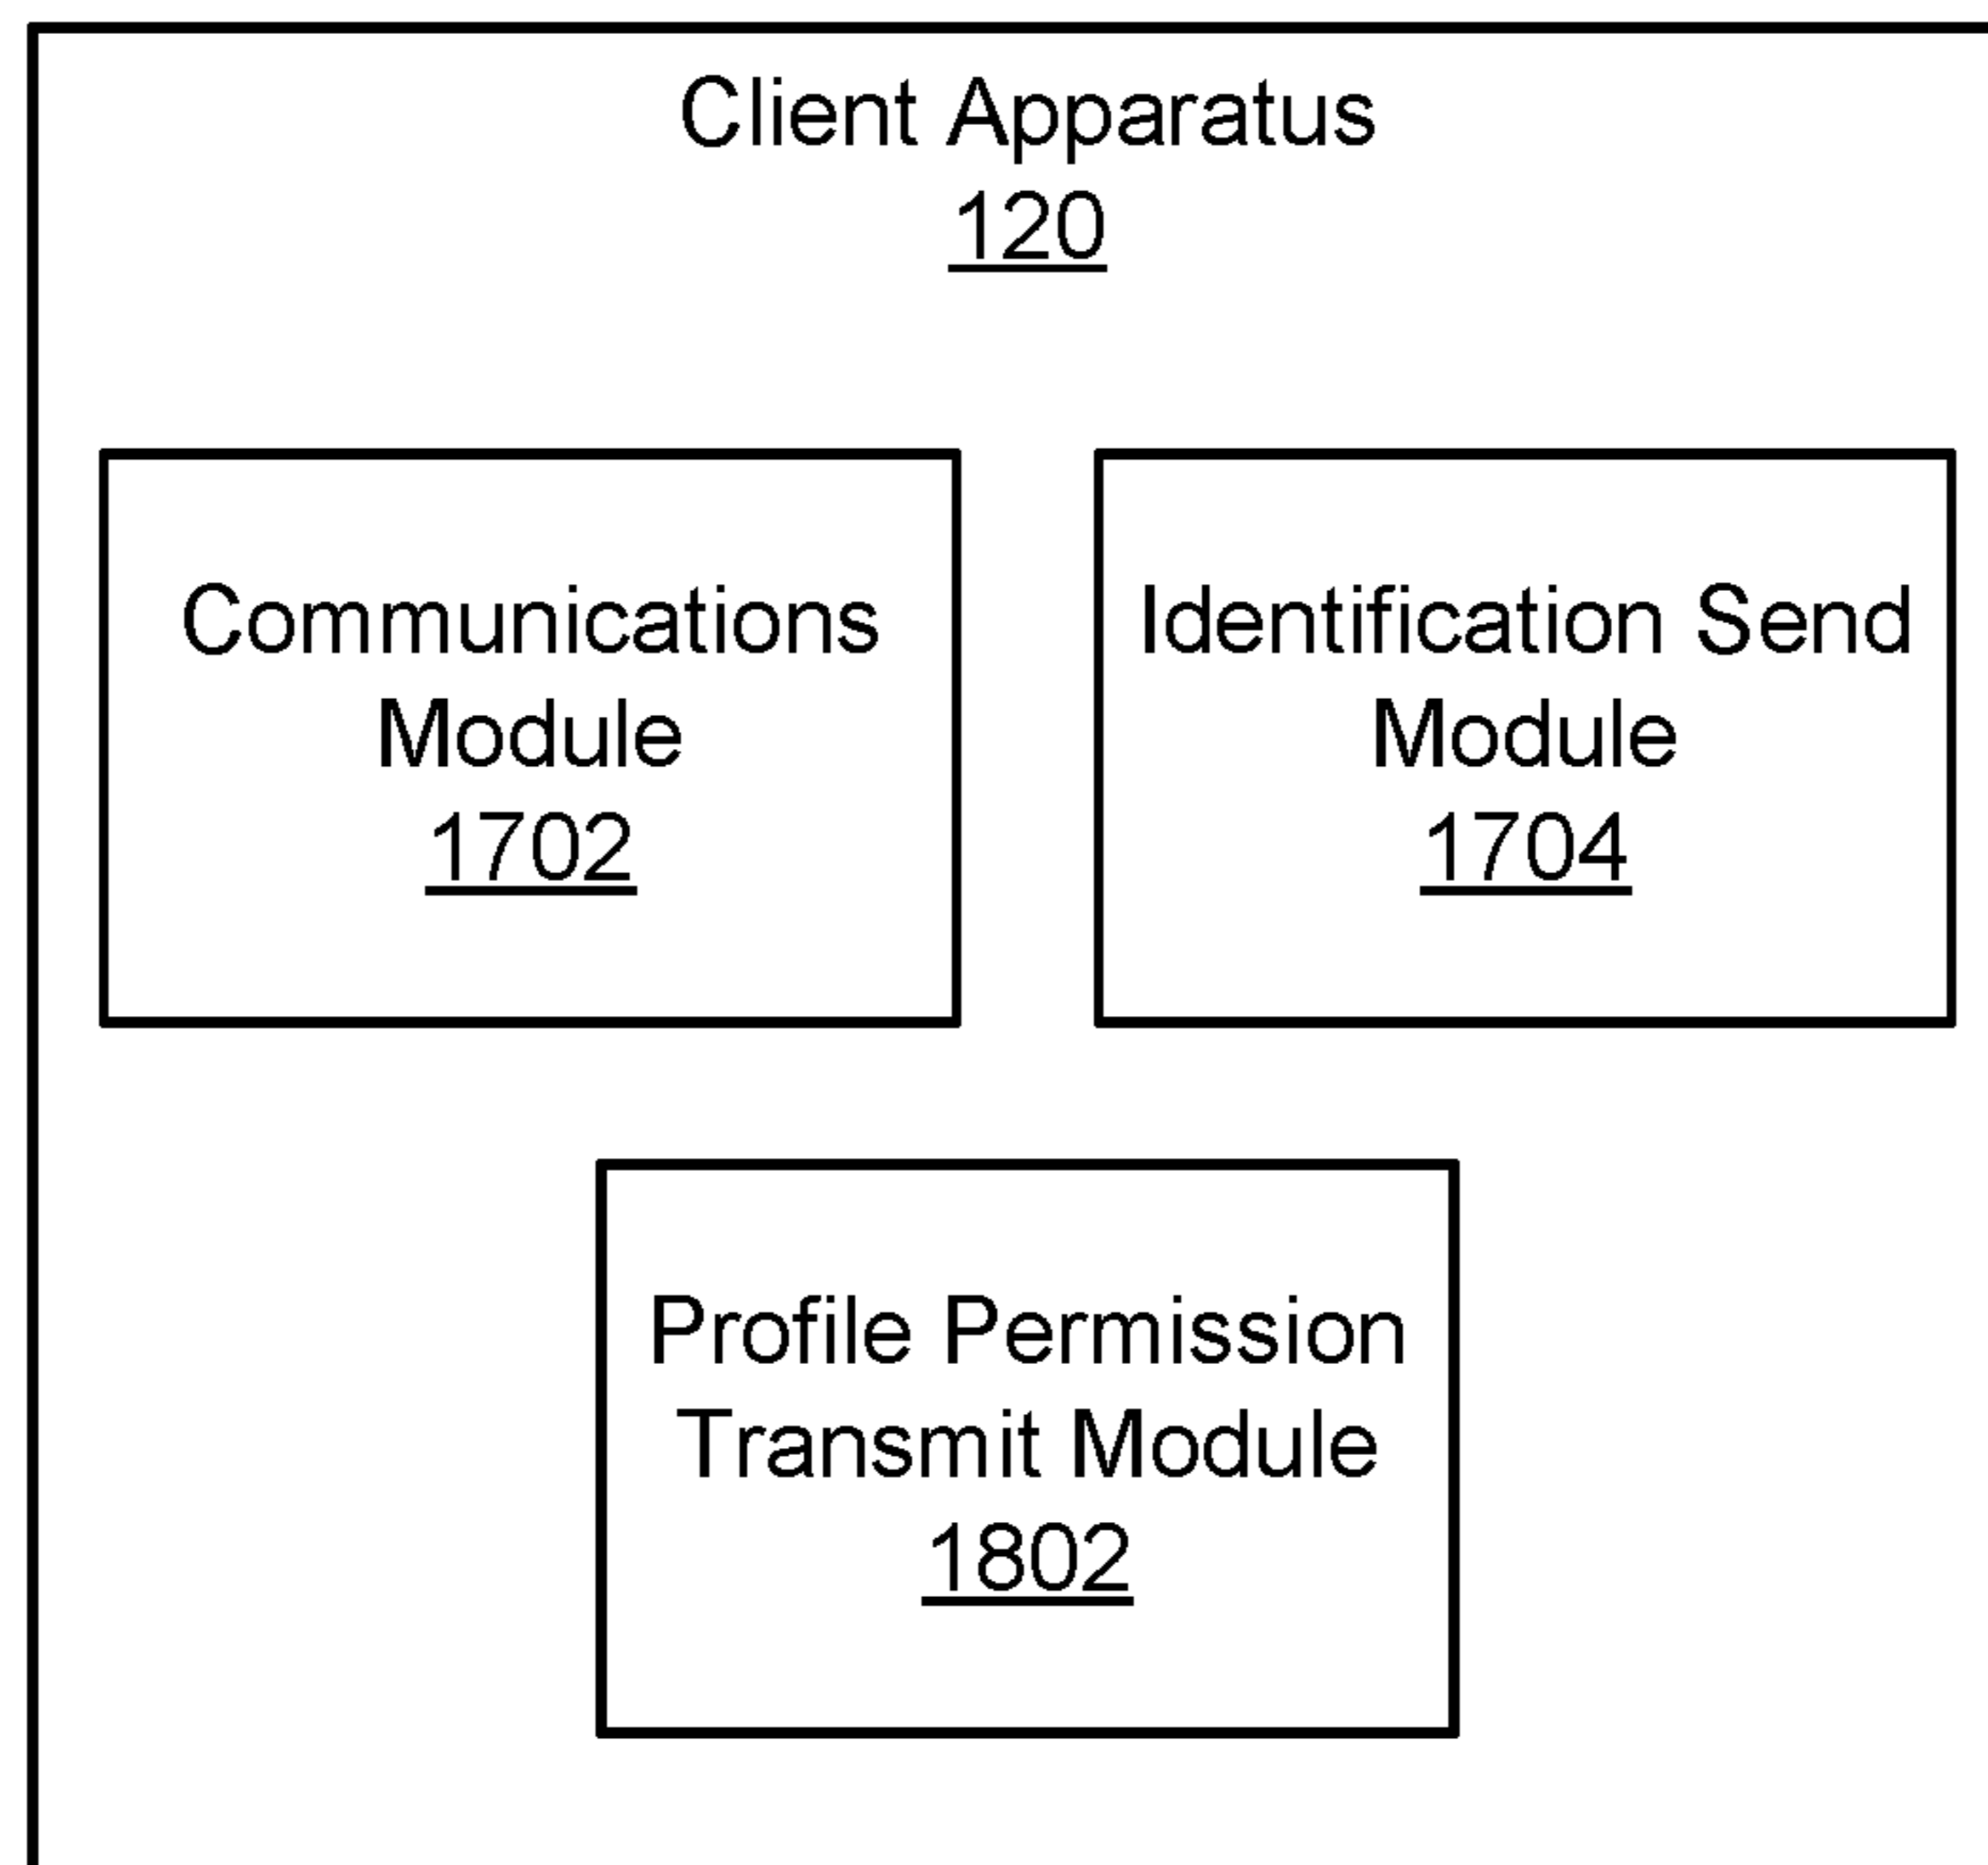 Client Apparatus
120
Communications
Module
1702
Identification Send
Module
1704
Profile Permission
Transmit Module
1802